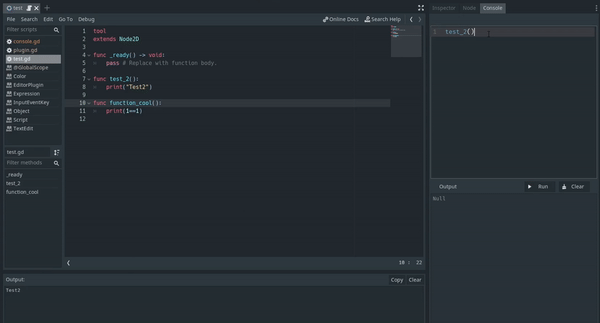 test
File Search Edit Go To Debug
Online Docs Search Help
Filter scripts
console.gd
plugin.gd
test.gd
@GlobalScope
Color
EditorPlugin
Expression
InputEventKey
Object
Script
TextEdit
test.gd
Filter methods
_ready
test_2
function_cool
1 tool
2 extends Node2D
3
4 func _ready() -> void:
5 pass # Replace with function body.
6
7 func test_2():
8 print("Test2")
9
10 func function_cool():
11 print(1==1)
12
10 : 22
Output: Copy Clear
Test2
Inspector Node Console
1 test_2()
Output Run Clear
Null